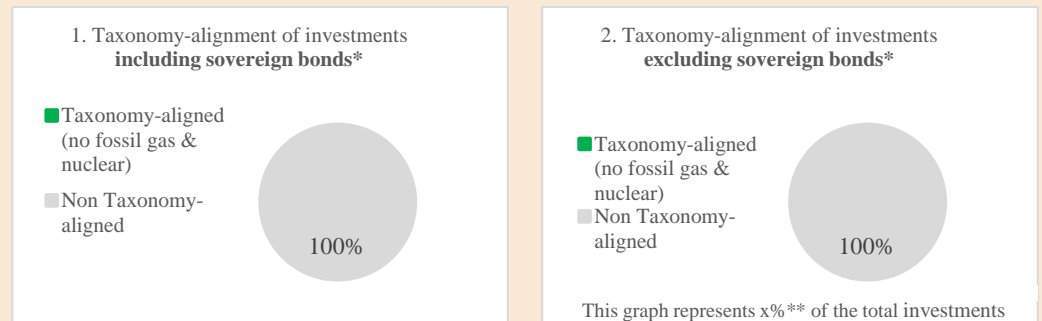 1. Taxonomy-alignment of investments
including sovereign bonds*
Taxonomy-aligned
(no fossil gas &
nuclear)
Non Taxonomy-
aligned
100%
2. Taxonomy-alignment of investments
excluding sovereign bonds*
Taxonomy-aligned
(no fossil gas &
nuclear)
Non Taxonomy-
aligned
100%
This graph represents x%** of the total investments